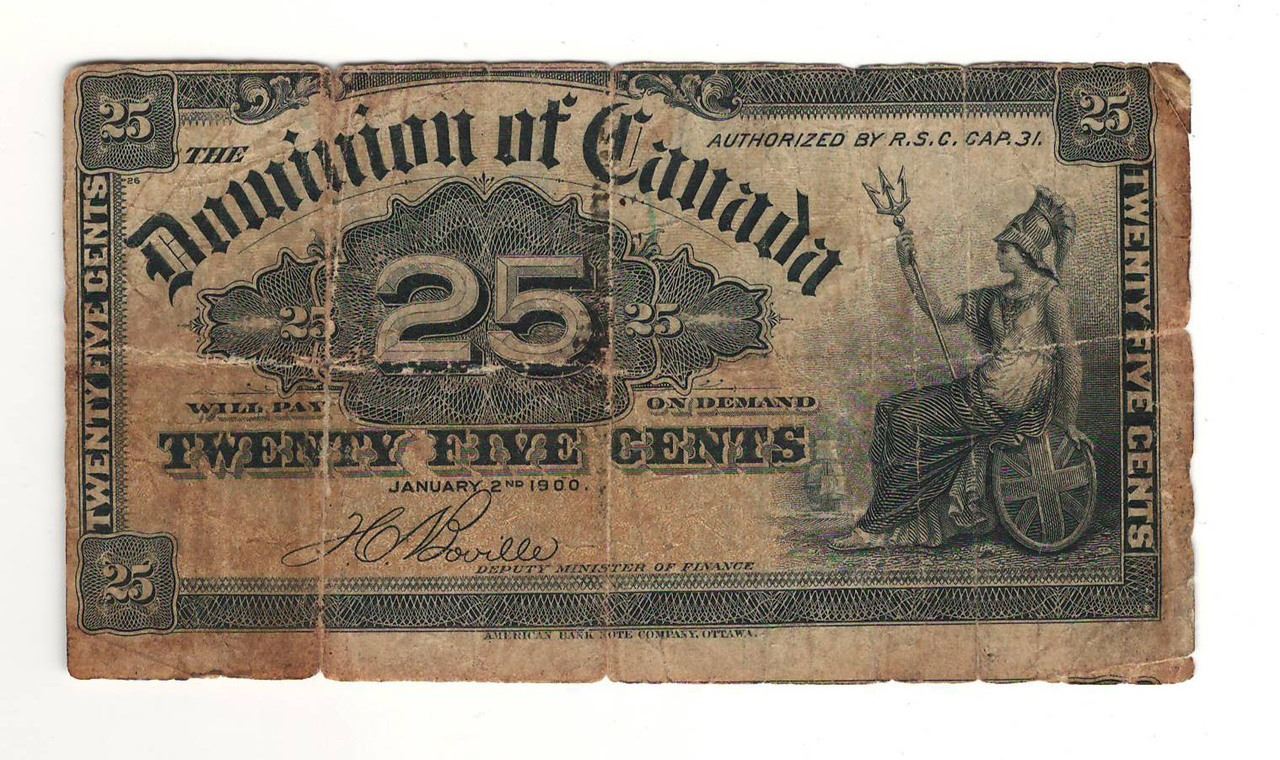 25
25
THE
Dominion of Canada
AUTHORIZED BY R.S.C. CAP. 31.
26
TWENTY FIVE CENTS
TWENTY FIVE CENTS
25
25
25
WILL PAY
ON DEMAND
TWENTY FIVE CENTS
JANUARY 2ND 1900.
H C Boville
DEPUTY MINISTER OF FINANCE
25
AMERICAN BANK NOTE COMPANY, OTTAWA.